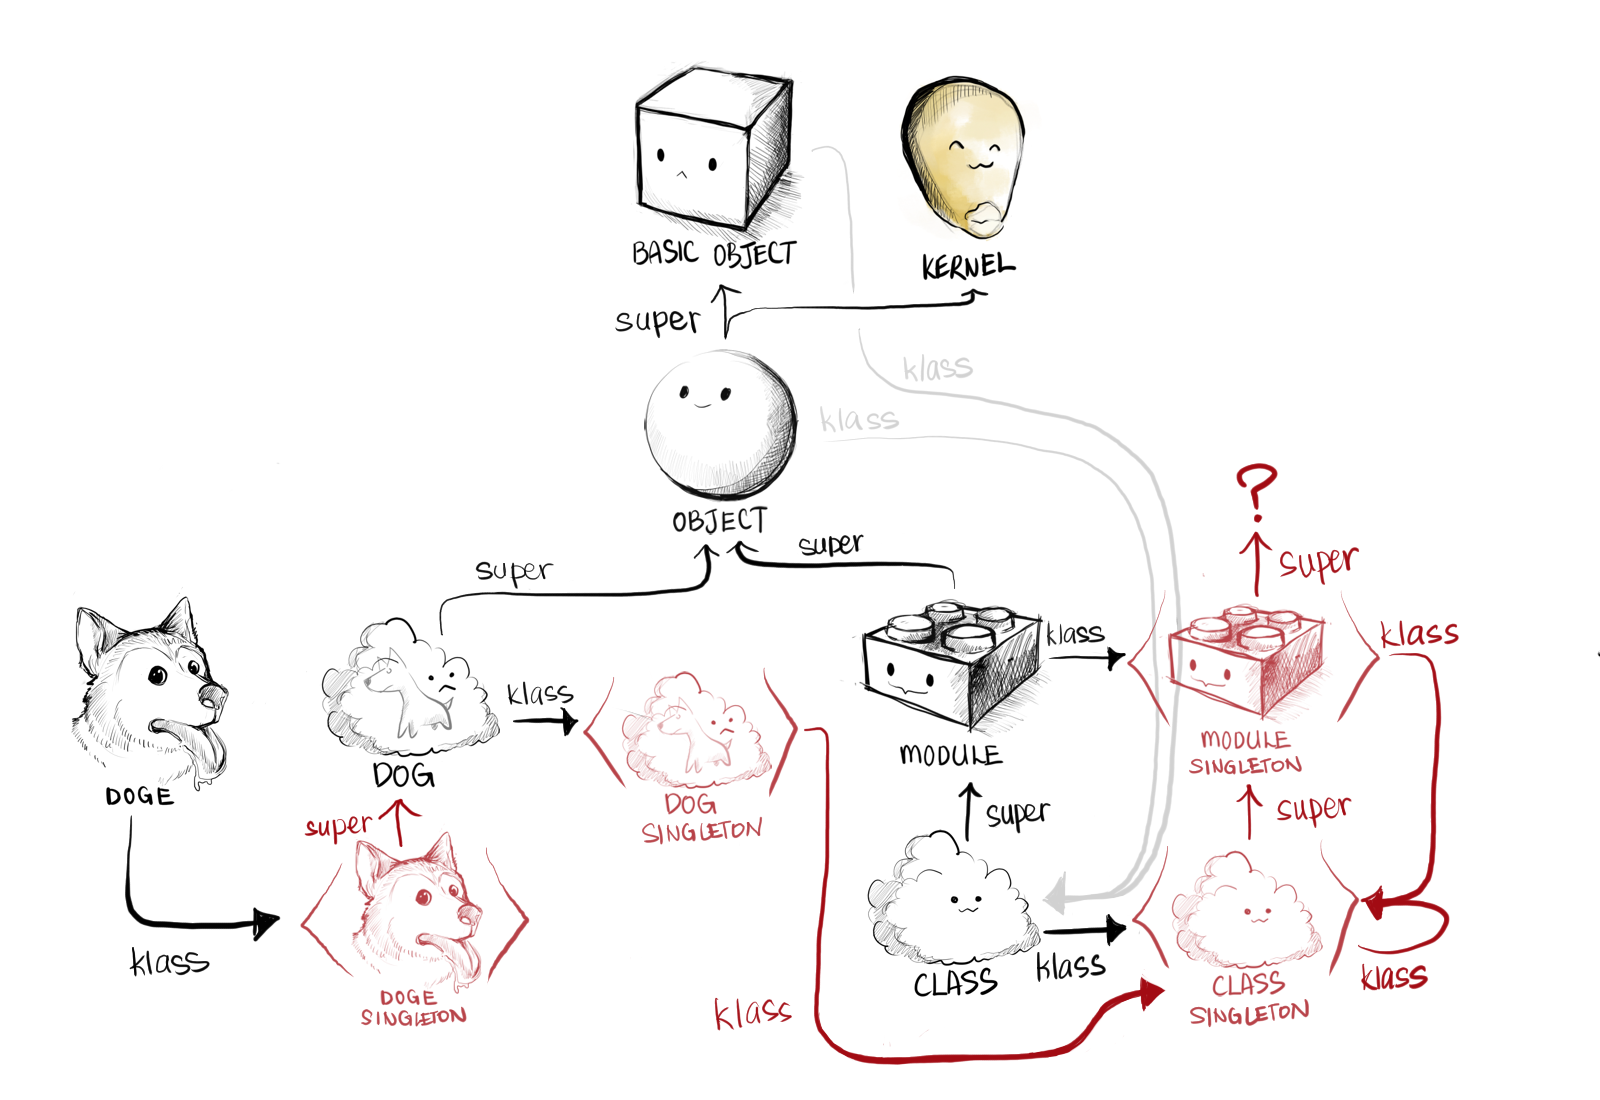 BASIC OBJECT
KERNEL
super
klass
klass
OBJECT
super
super
?
super
klass
klass
klass
MODULE
MODULE
SINGLETON
DOG
DOGE
super
DOG
SINGLETON
super
super
klass
CLASS
klass
klass
CLASS
SINGLETON
DOGE
SINGLETON
klass